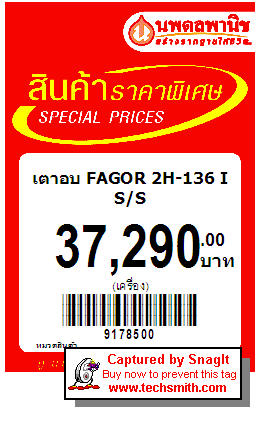 นพดลพานิช
สร้างรากฐานให้ชีวิต
สินค้าราคาพิเศษ
SPECIAL PRICES
เตาอบ FAGOR 2H-136 I
S/S
37,290.00
บาท
(เครื่อง)
9178500
Captured by SnagIt
Buy now to prevent this tag
www.techsmith.com